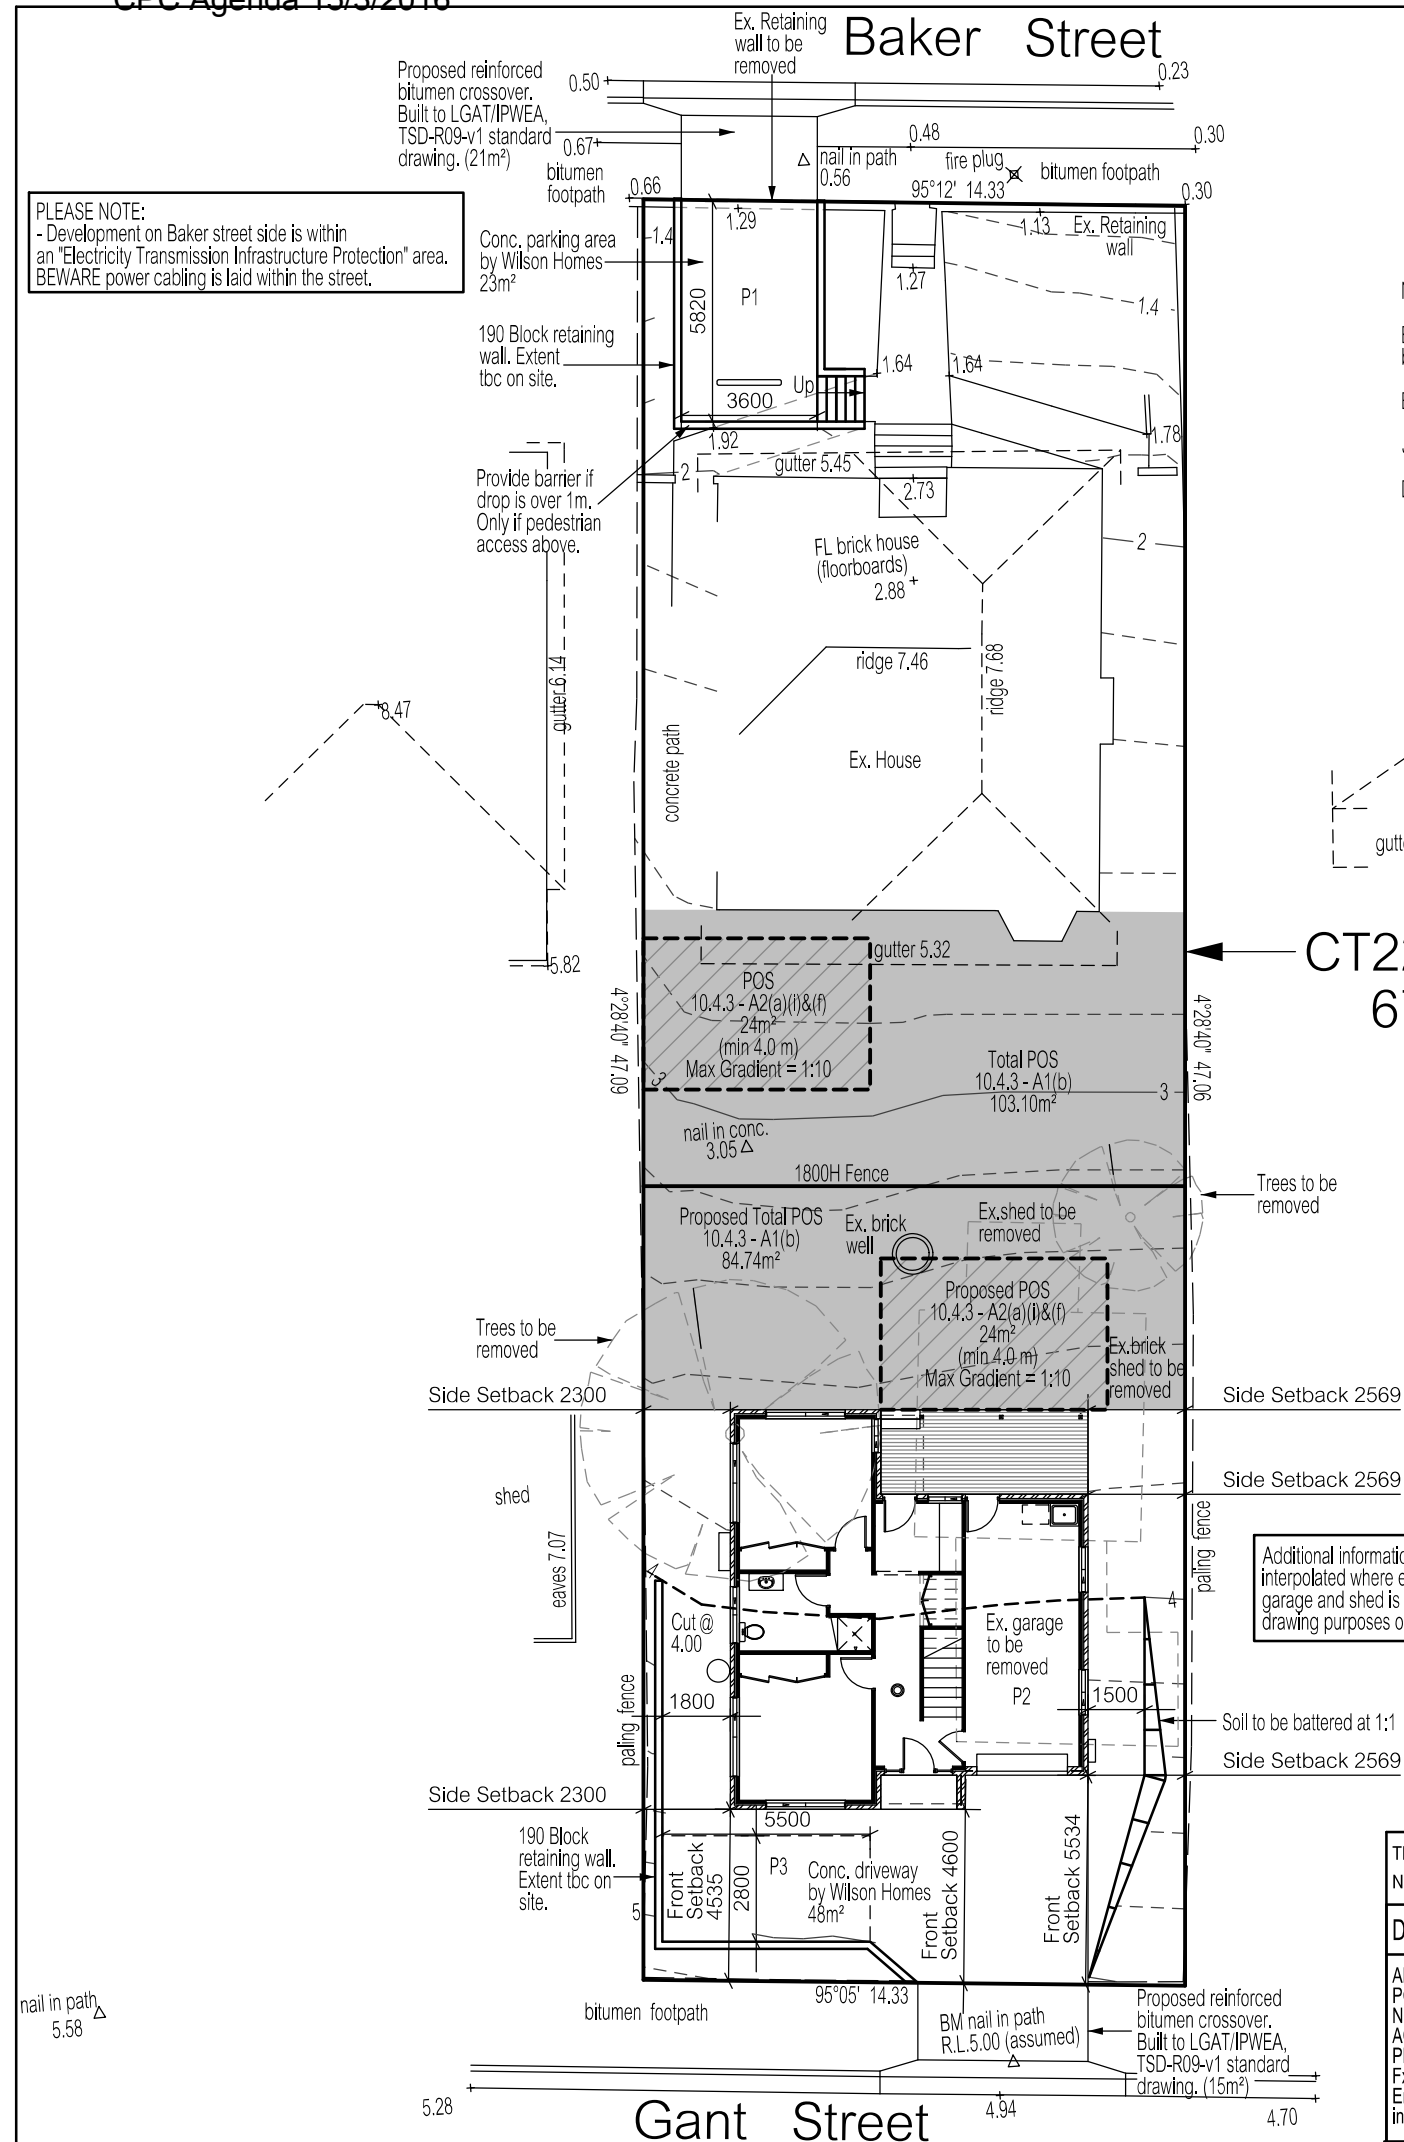 CPC Agenda 15/3/2016
Baker Street
Ex. Retaining
wall to be
removed
Proposed reinforced
bitumen crossover.
Built to LGAT/IPWEA,
TSD-R09-v1 standard
drawing. (21m²)
0.50
0.23
0.67
0.48
0.30
bitumen
footpath
nail in path
0.56
fire plug
bitumen footpath
95°12' 14.33
0.66
0.30
PLEASE NOTE:
- Development on Baker street side is within
an "Electricity Transmission Infrastructure Protection" area.
BEWARE power cabling is laid within the street.
1.4
1.29
1.13
Ex. Retaining
wall
Conc. parking area
by Wilson Homes
23m²
1.27
P1
5820
1.4
190 Block retaining
wall. Extent
tbc on site.
Up
1.64
1.64
3600
1.92
1.78
gutter 5.45
2
Provide barrier if
drop is over 1m.
Only if pedestrian
access above.
2.73
FL brick house
(floorboards)
2.88
2
ridge 7.46
ridge 7.68
gutter 6.14
8.47
concrete path
Ex. House
gutter 5.32
5.82
POS
10.4.3 - A2(a)(i)&(f)
24m²
(min 4.0 m)
Max Gradient = 1:10
4°28'40" 47.09
4°28'40" 47.06
Total POS
10.4.3 - A1(b)
103.10m²
3
3
nail in conc.
3.05
1800H Fence
Trees to be
removed
Proposed Total POS
10.4.3 - A1(b)
84.74m²
Ex. brick
well
Ex.shed to be
removed
Proposed POS
10.4.3 - A2(a)(i)&(f)
24m²
(min 4.0 m)
Max Gradient = 1:10
Ex.brick
shed to be
removed
Trees to be
removed
Side Setback 2300
Side Setback 2569
Side Setback 2569
shed
eaves 7.07
paling fence
4
4
Cut @
4.00
Ex. garage
to be
removed
P2
1800
1500
paling fence
Soil to be battered at 1:1
Side Setback 2569
Side Setback 2300
190 Block
retaining wall.
Extent tbc on
site.
5500
Front
Setback
4535
2800
P3
Conc. driveway
by Wilson Homes
48m²
Front
Setback 4600
Front
Setback 5534
5
95°05' 14.33
bitumen footpath
nail in path
5.58
BM nail in path
R.L.5.00 (assumed)
Proposed reinforced
bitumen crossover.
Built to LGAT/IPWEA,
TSD-R09-v1 standard
drawing. (15m²)
5.28
4.94
4.70
Gant Street